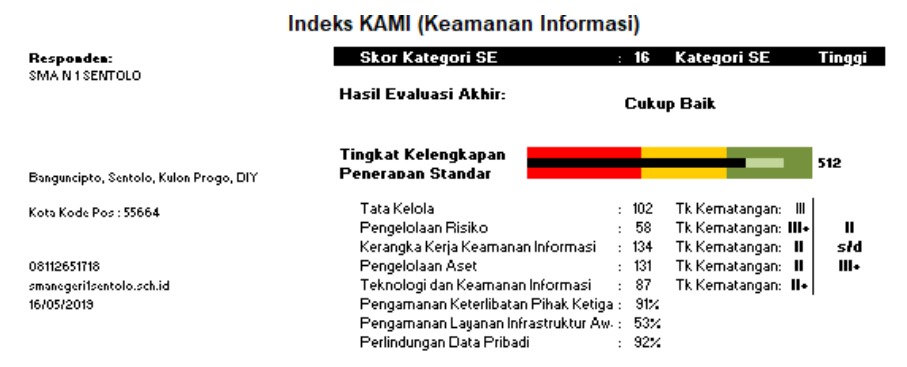 Indeks KAMI (Keamanan Informasi)
Responden:
SMA N 1 SENTOLO
Skor Kategori SE : 16 Kategori SE Tinggi
Hasil Evaluasi Akhir:
Cukup Baik
Tingkat Kelengkapan
Penerapan Standar
512
Banguncipto, Sentolo, Kulon Progo, DIY
Kota Kode Pos : 55664
08112651718
smanegeri1sentolo.sch.id
16/05/2019
Tata Kelola : 102 Tk Kematangan: III
Pengelolaan Risiko : 58 Tk Kematangan: III+ II
Kerangka Kerja Keamanan Informasi : 134 Tk Kematangan: II s/d
Pengelolaan Aset : 131 Tk Kematangan: II III+
Teknologi dan Keamanan Informasi : 87 Tk Kematangan: II+
Pengamanan Keterlibatan Pihak Ketiga : 91%
Pengamanan Layanan Infrastruktur Aw : 53%
Perlindungan Data Pribadi : 92%